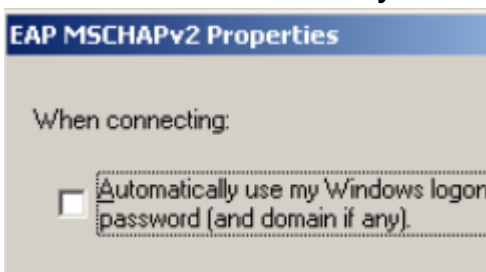 EAP MSCHAPv2 Properties
When connecting:
Automatically use my Windows logon
password (and domain if any).